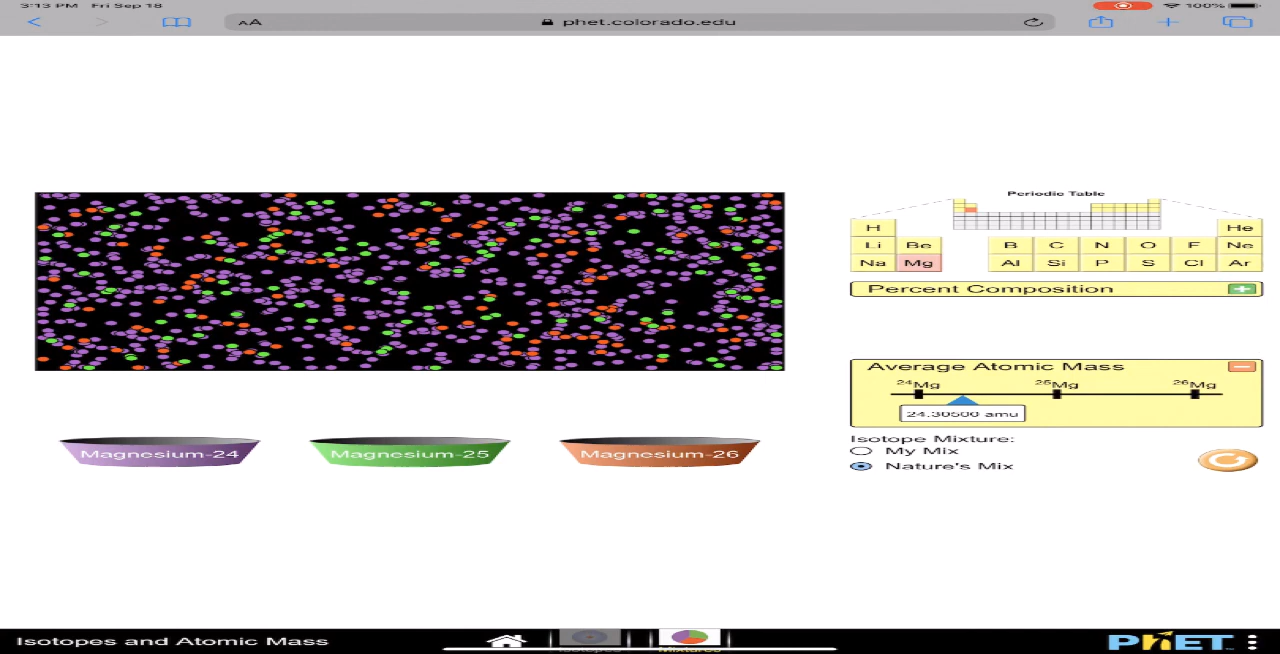 3:13 PM Fri Sep 18
100%
AA
phet.colorado.edu
Periodic Table
H He
Li Be B C N O F Ne
Na Mg Al Si P S Cl Ar
Percent Composition
Average Atomic Mass
24Mg 25Mg 26Mg
24.30500 amu
Isotope Mixture:
My Mix
Nature's Mix
Magnesium-24 Magnesium-25 Magnesium-26
Isotopes and Atomic Mass
Isotopes
Mixtures
PhET